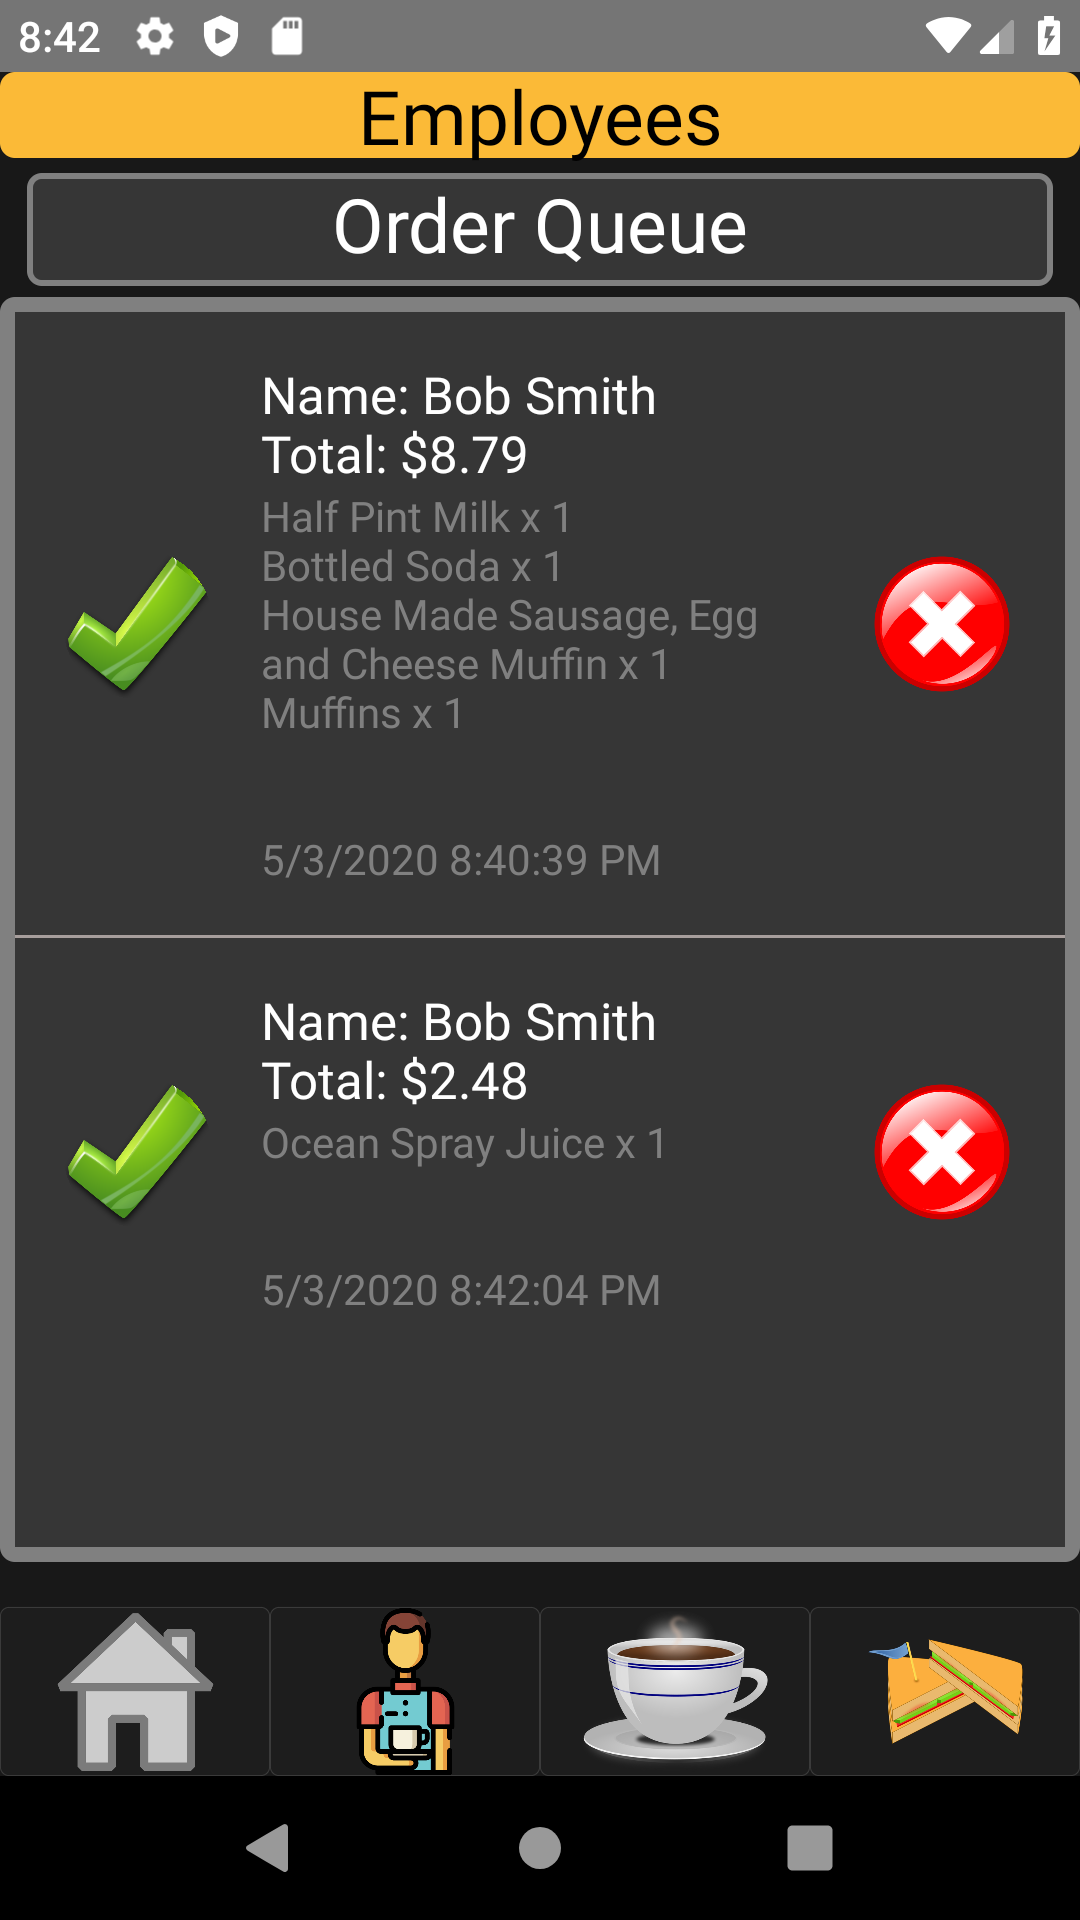 8:42
Employees
Order Queue
Name: Bob Smith
Total: $8.79
Half Pint Milk x 1
Bottled Soda x 1
House Made Sausage, Egg
and Cheese Muffin x 1
Muffins x 1
5/3/2020 8:40:39 PM
Name: Bob Smith
Total: $2.48
Ocean Spray Juice x 1
5/3/2020 8:42:04 PM